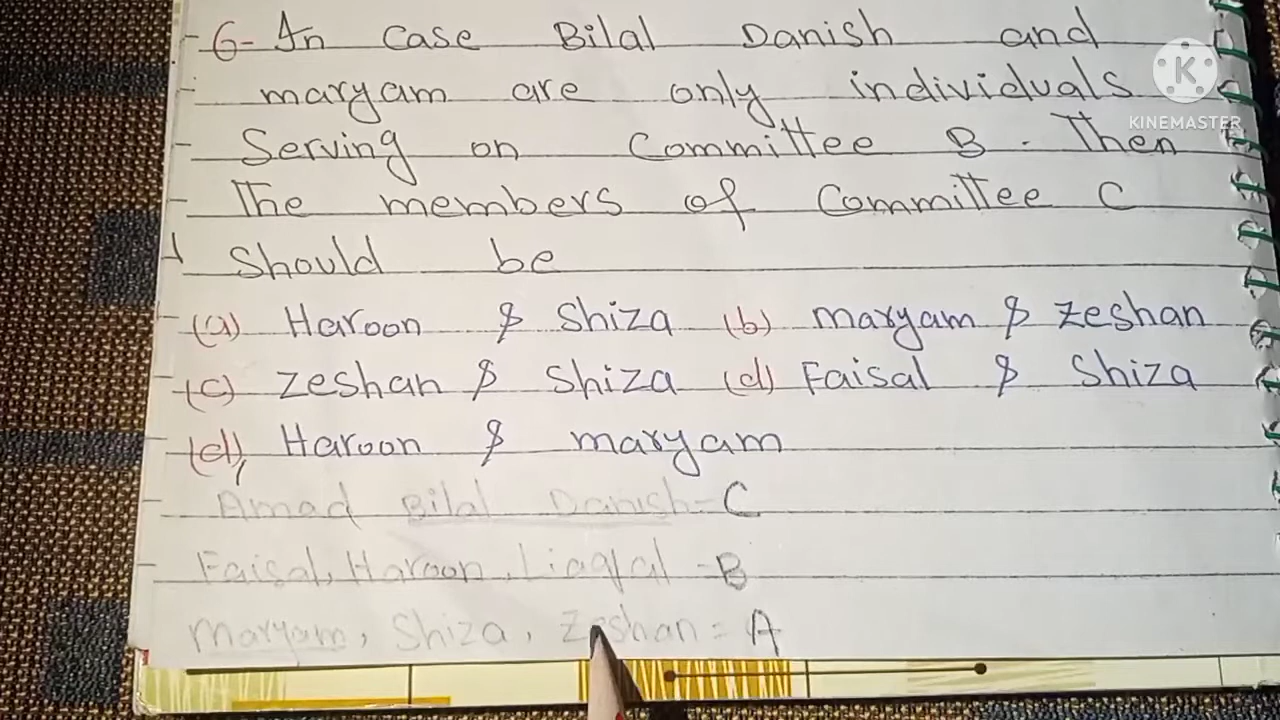 6- In Case Bilal Danish and
maryam are only individuals
Serving on Committee B. Then
The members of Committee C
Should be
(a) Haroon & Shiza (b) maryam & Zeshan
(c) Zeshan & Shiza (d) Faisal & Shiza
(d), Haroon & maryam
Amad Bilal Danish - C
Faisal, Haroon, Liaqfal - B
Maryam, Shiza, Zeshan = A
K
KINEMASTER